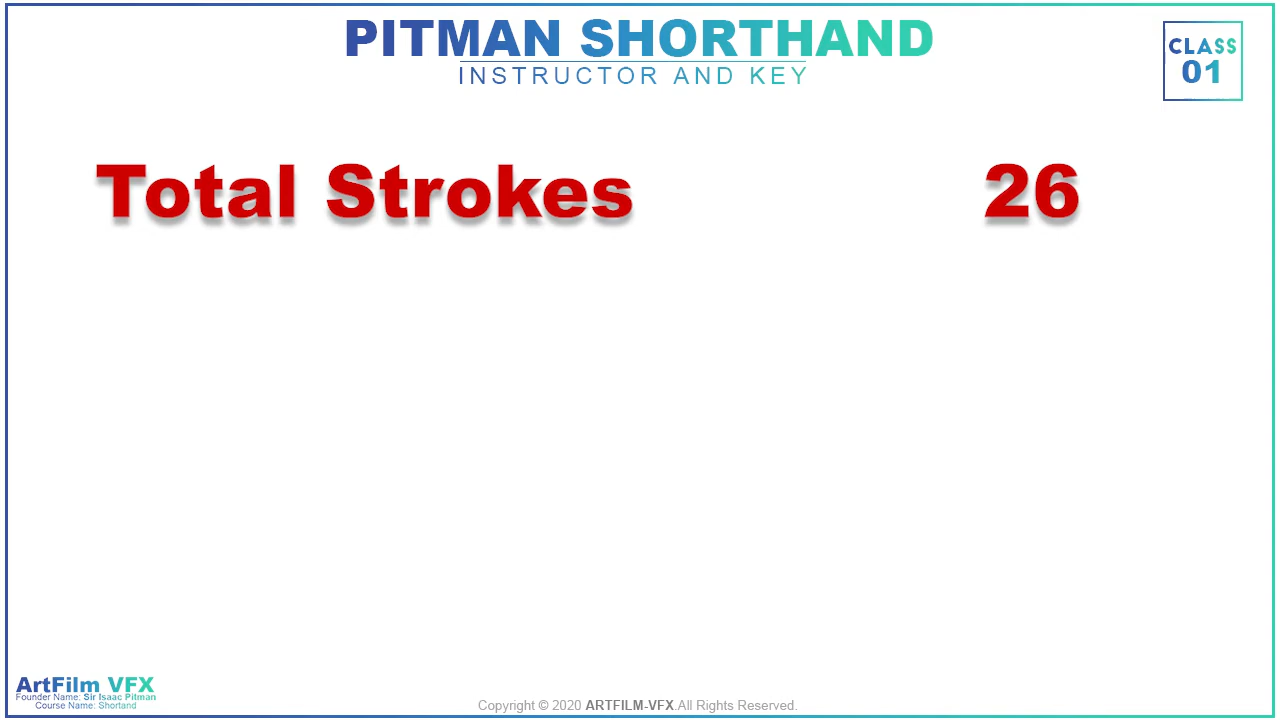 PITMAN SHORTHAND
INSTRUCTOR AND KEY
CLASS
01
Total Strokes 26
ArtFilm VFX
Founder Name: Sir Isaac Pitman
Course Name: Shortand
Copyright © 2020 ARTFILM-VFX.All Rights Reserved.